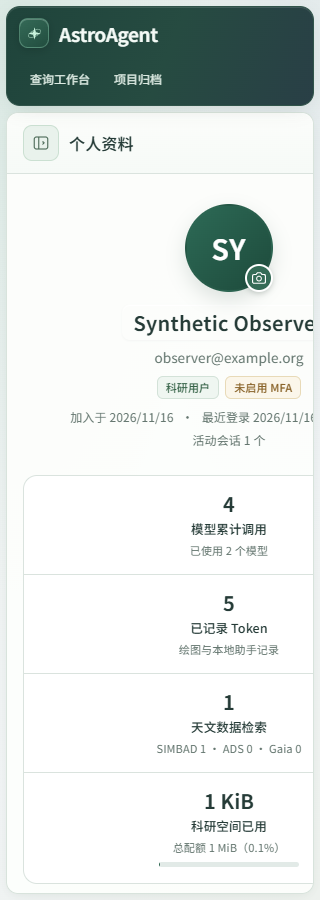 AstroAgent
查询工作台 项目归档
个人资料
SY
Synthetic Observe
observer@example.org
科研用户 未启用 MFA
加入于 2026/11/16 • 最近登录 2026/11/16
活动会话 1 个
4
模型累计调用
已使用 2 个模型
5
已记录 Token
绘图与本地助手记录
1
天文数据检索
SIMBAD 1 • ADS 0 • Gaia 0
1 KiB
科研空间已用
总配额 1 MiB（0.1%）